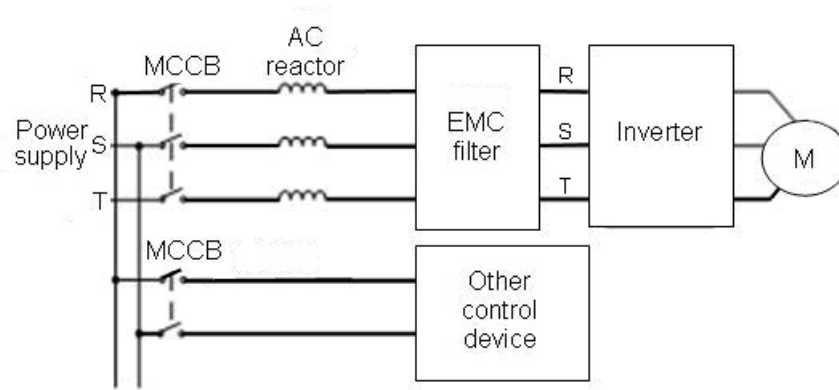 AC
reactor
MCCB
R
Power
supply
S
T
EMC
filter
R
S
T
Inverter
M
MCCB
Other
control
device